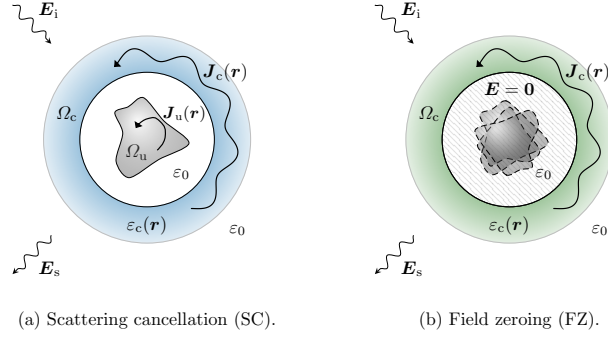 E_i
E_i
J_c(r)
J_c(r)
E = 0
Ω_c
J_u(r)
Ω_c
Ω_u
ε_0
ε_0
ε_c(r)
ε_0
ε_c(r)
ε_0
E_s
E_s
(a) Scattering cancellation (SC).
(b) Field zeroing (FZ).